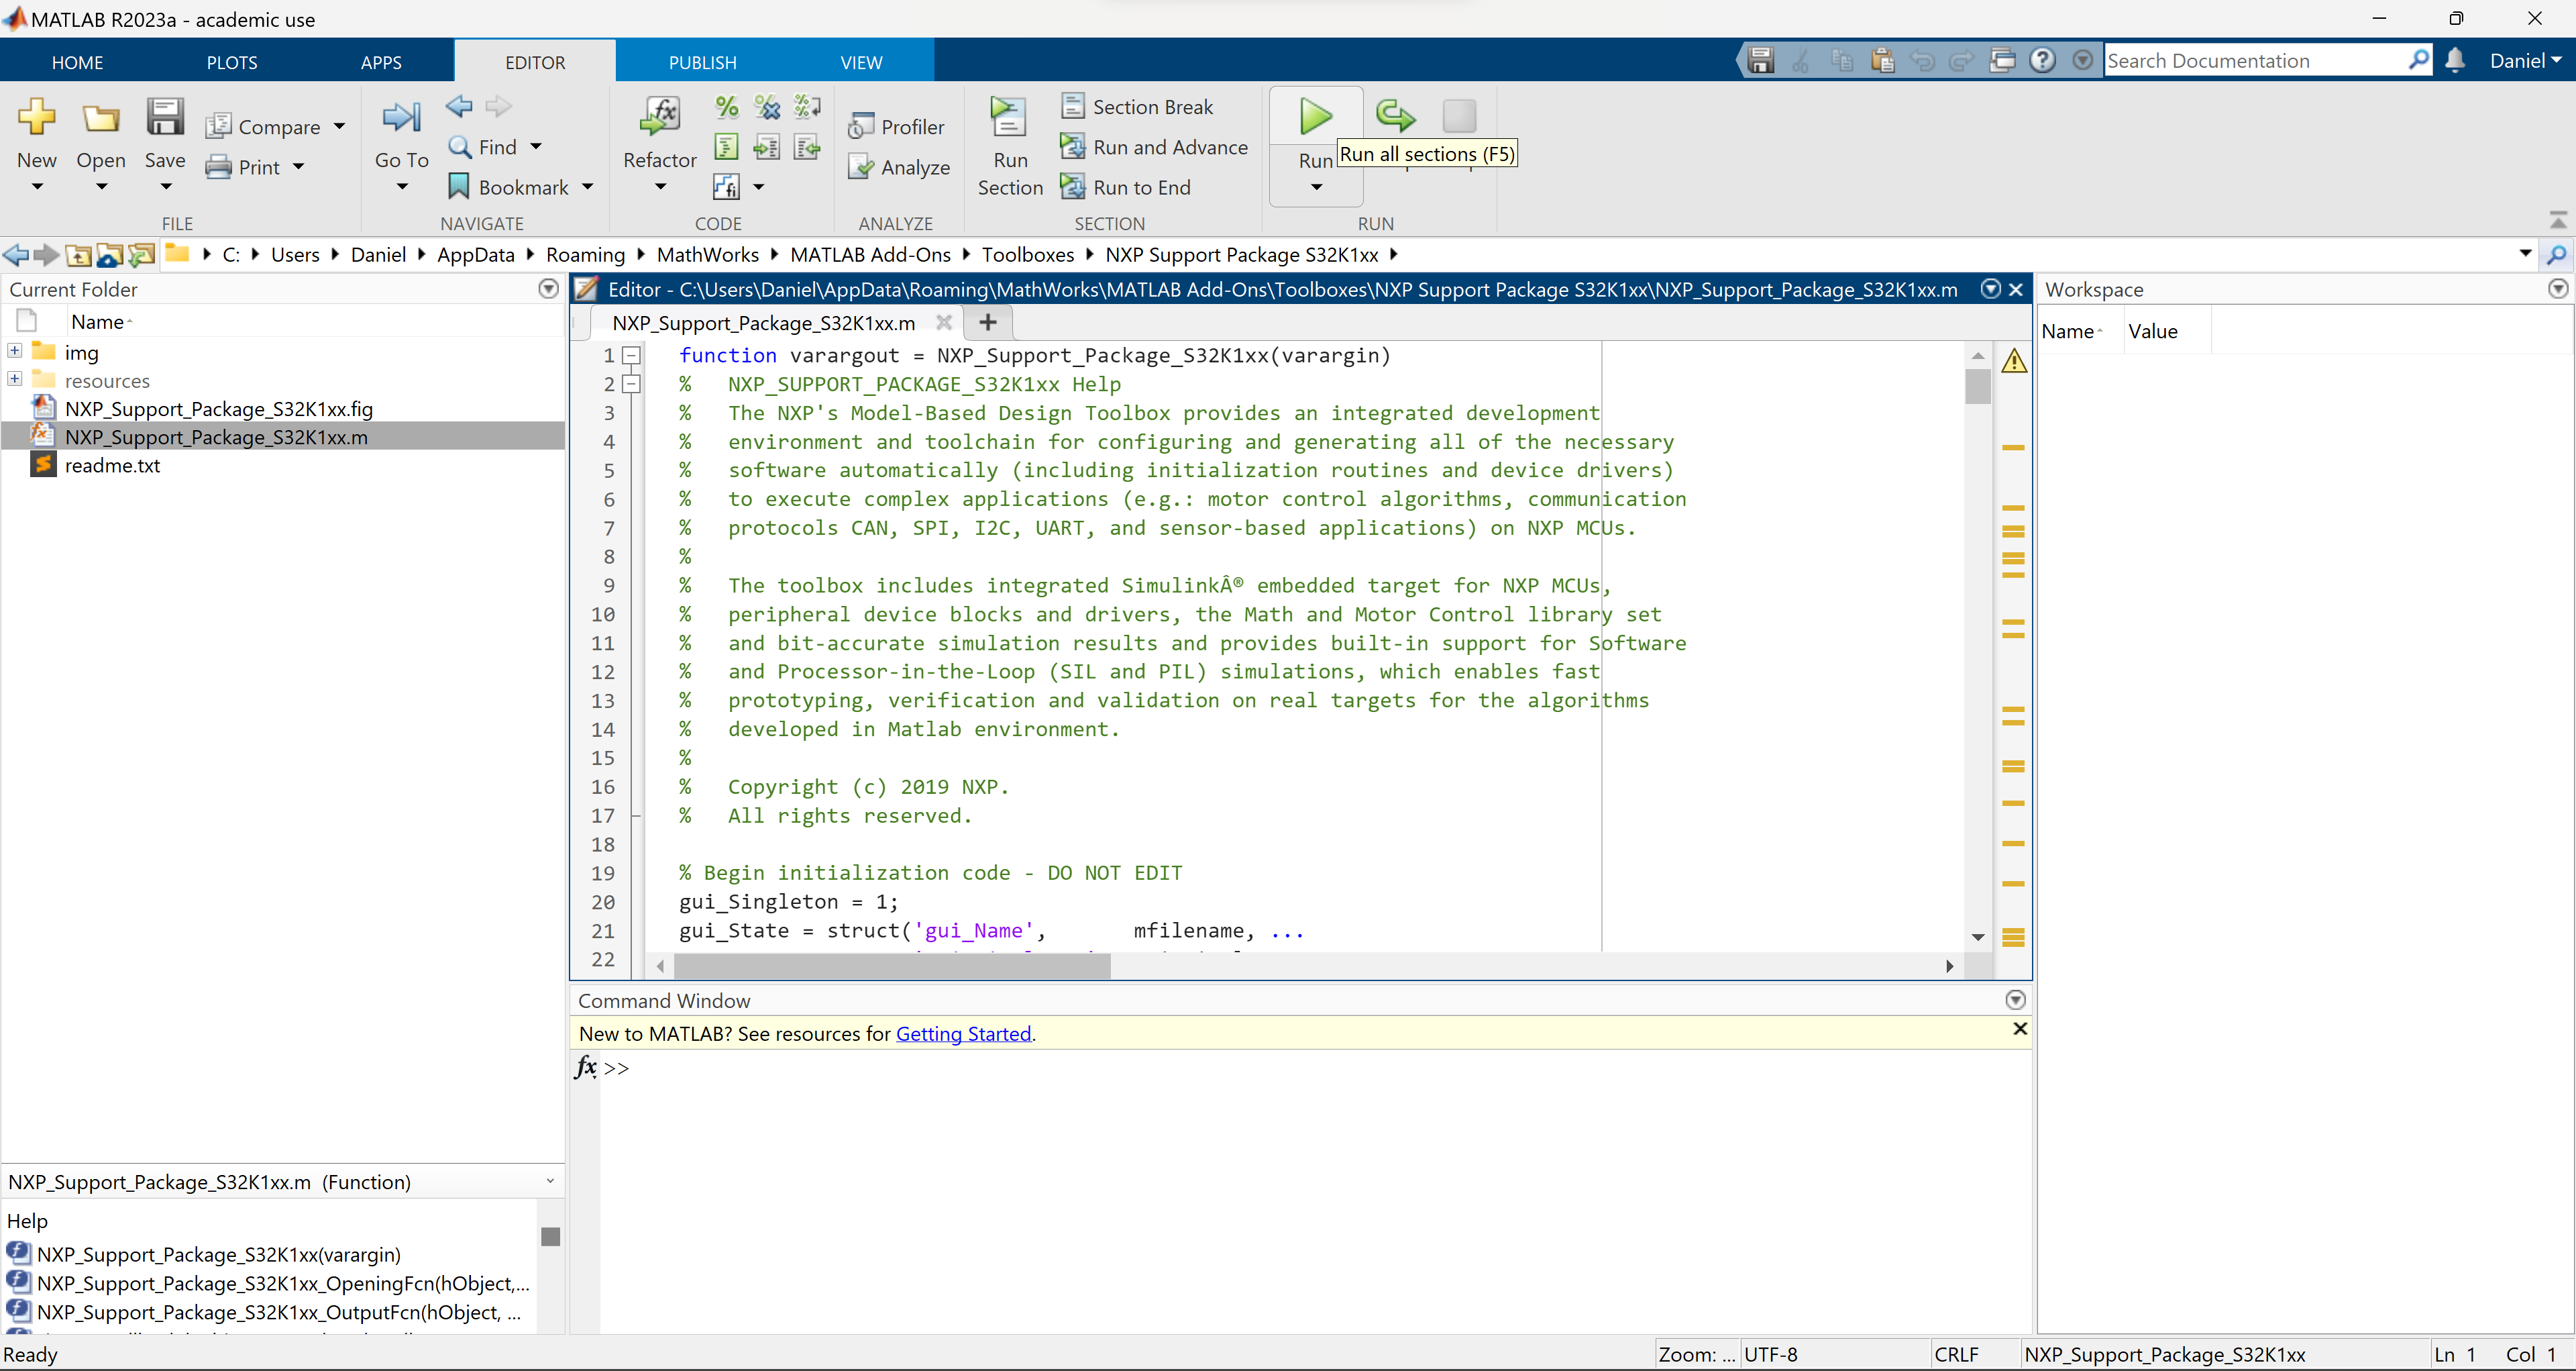 MATLAB R2023a - academic use
HOME PLOTS APPS EDITOR PUBLISH VIEW Search Documentation Daniel
New Open Save Compare Print
FILE
Go To Find Bookmark
NAVIGATE
Refactor
CODE
Profiler
Analyze
ANALYZE
Run Section
Section Break
Run and Advance
Run to End
SECTION
Run
Run all sections (F5)
RUN
C: Users Daniel AppData Roaming MathWorks MATLAB Add-Ons Toolboxes NXP Support Package S32K1xx
Current Folder
Name
img
resources
NXP_Support_Package_S32K1xx.fig
NXP_Support_Package_S32K1xx.m
readme.txt
NXP_Support_Package_S32K1xx.m (Function)
Help
NXP_Support_Package_S32K1xx(varargin)
NXP_Support_Package_S32K1xx_OpeningFcn(hObject,...
NXP_Support_Package_S32K1xx_OutputFcn(hObject, ...
Editor - C:\Users\Daniel\AppData\Roaming\MathWorks\MATLAB Add-Ons\Toolboxes\NXP Support Package S32K1xx\NXP_Support_Package_S32K1xx.m
NXP_Support_Package_S32K1xx.m
1 function varargout = NXP_Support_Package_S32K1xx(varargin)
2 % NXP_SUPPORT_PACKAGE_S32K1xx Help
3 % The NXP's Model-Based Design Toolbox provides an integrated development
4 % environment and toolchain for configuring and generating all of the necessary
5 % software automatically (including initialization routines and device drivers)
6 % to execute complex applications (e.g.: motor control algorithms, communication
7 % protocols CAN, SPI, I2C, UART, and sensor-based applications) on NXP MCUs.
8 %
9 % The toolbox includes integrated SimulinkÂ® embedded target for NXP MCUs,
10 % peripheral device blocks and drivers, the Math and Motor Control library set
11 % and bit-accurate simulation results and provides built-in support for Software
12 % and Processor-in-the-Loop (SIL and PIL) simulations, which enables fast
13 % prototyping, verification and validation on real targets for the algorithms
14 % developed in Matlab environment.
15 %
16 % Copyright (c) 2019 NXP.
17 % All rights reserved.
18
19 % Begin initialization code - DO NOT EDIT
20 gui_Singleton = 1;
21 gui_State = struct('gui_Name', mfilename, ...
22
Command Window
New to MATLAB? See resources for Getting Started.
fx >>
Workspace
Name Value
Ready
Zoom: ... UTF-8 CRLF NXP_Support_Package_S32K1xx Ln 1 Col 1